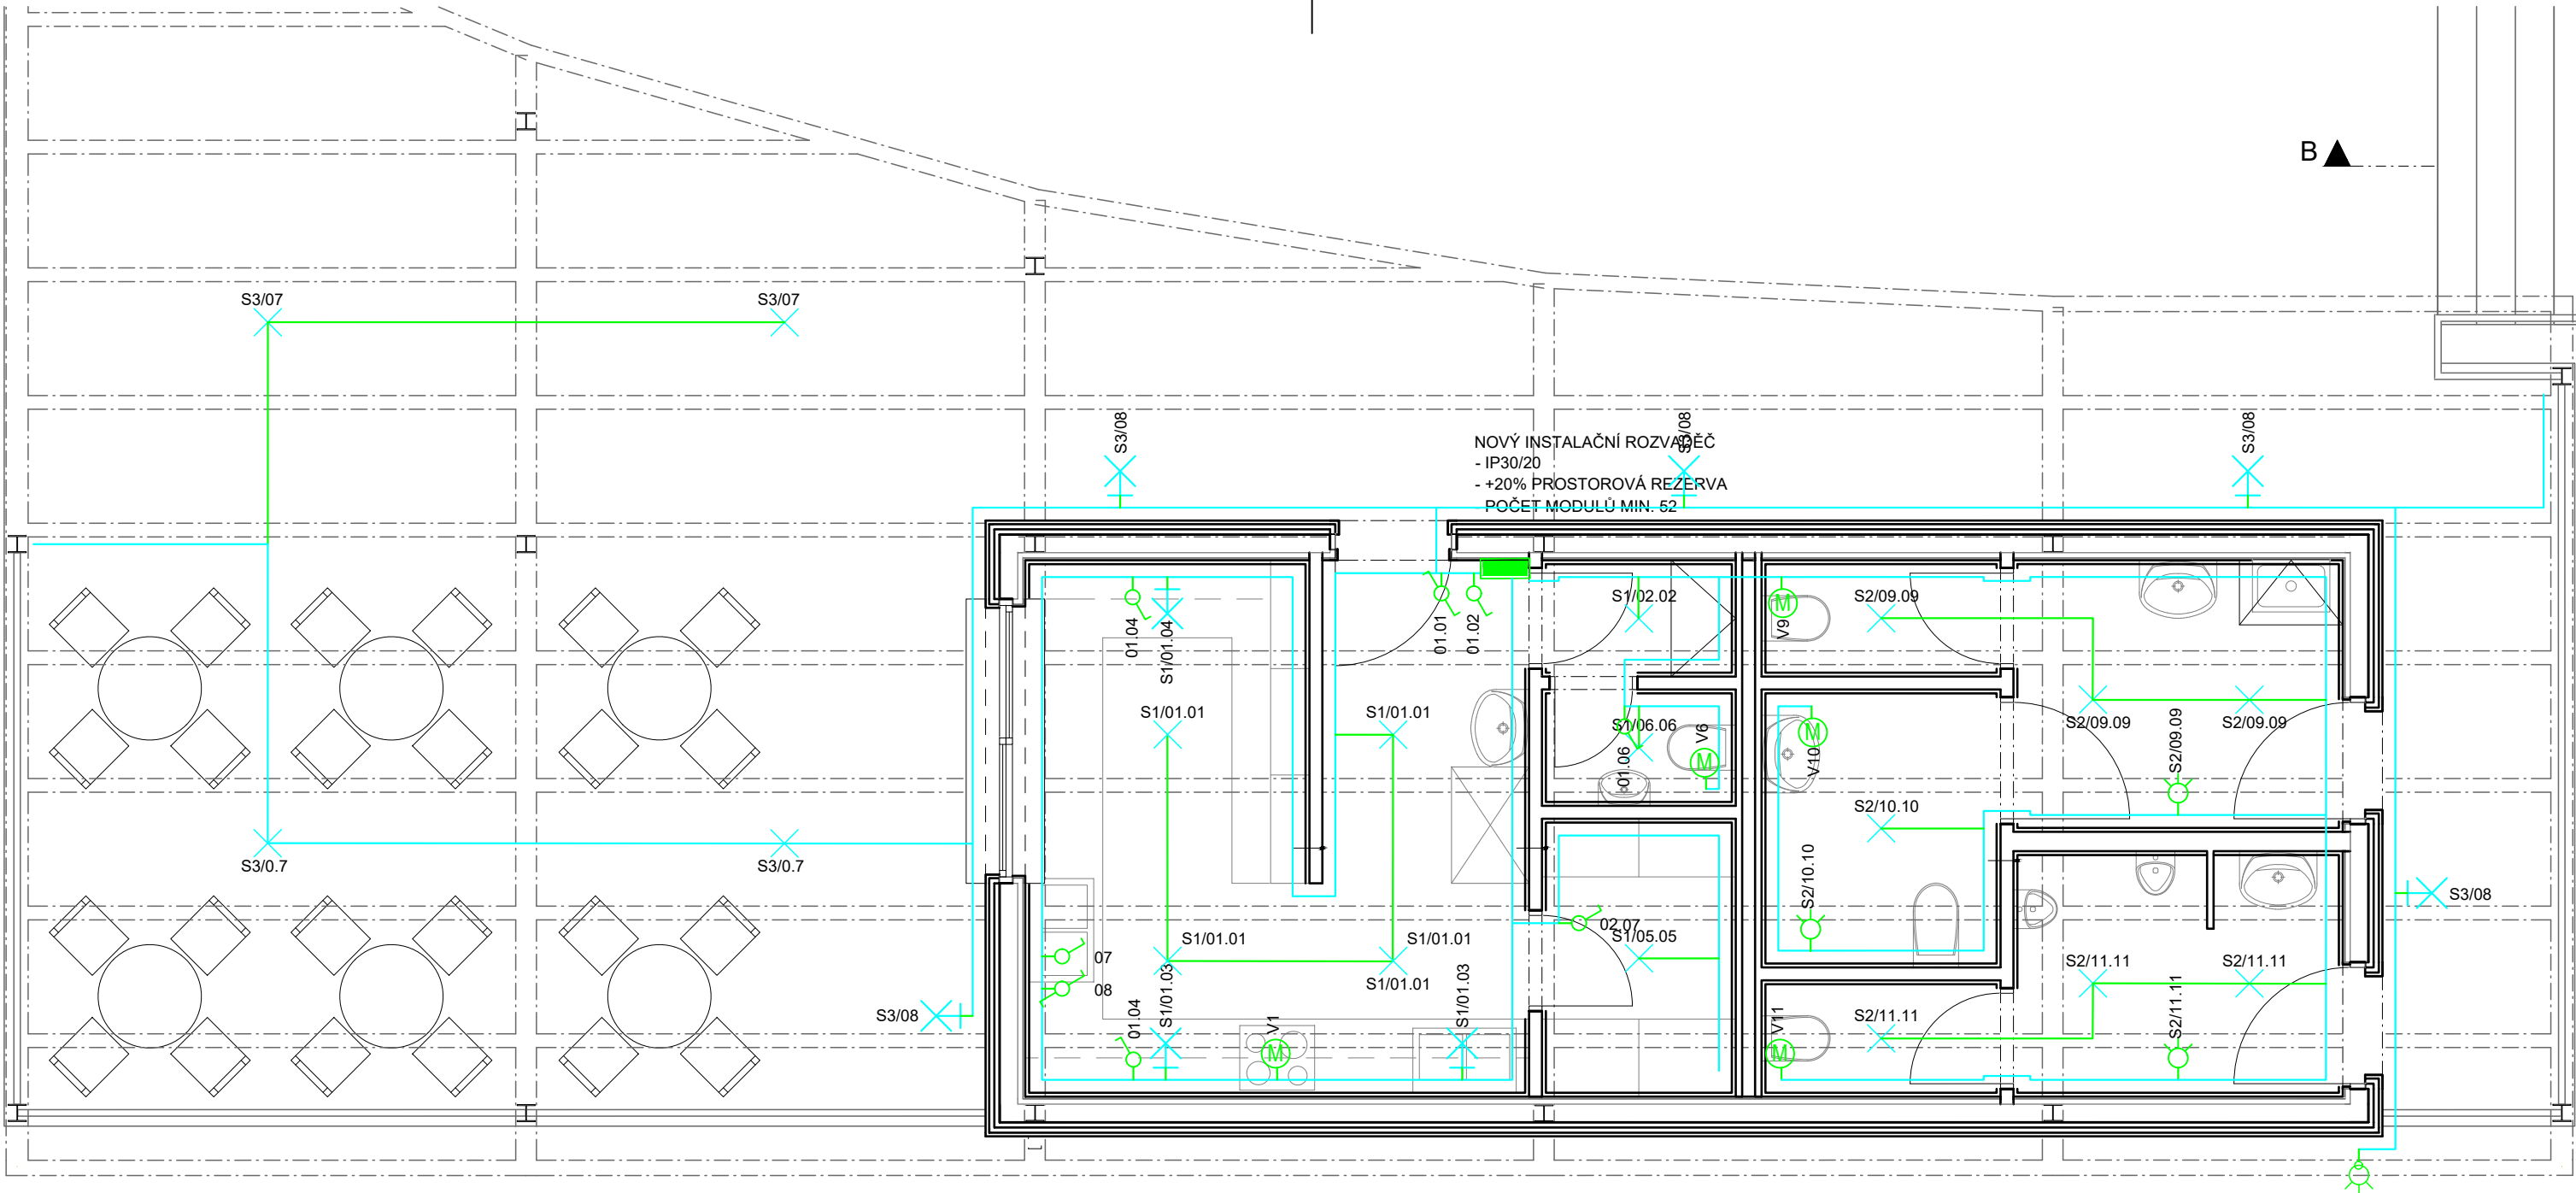 B
S3/07
S3/07
S3/08
S3/08
S3/08
NOVÝ INSTALAČNÍ ROZVADĚČ
- IP30/20
- +20% PROSTOROVÁ REZERVA
- POČET MODULŮ MIN. 52
01.04
S1/01.04
01.01
01.02
S1/02.02
M
V9
S2/09.09
S1/01.01
S1/01.01
S1/06.06
V6
M
01.06
M
V10
S2/09.09
S2/09.09
S2/09.09
S2/10.10
S2/10.10
S3/0.7
S3/0.7
S3/08
S1/01.01
S1/01.01
S1/01.01
02.07
S1/05.05
07
08
S2/11.11
S2/11.11
S2/11.11
S2/11.11
S3/08
01.04
S1/01.03
V1
M
S1/01.03
V11
M